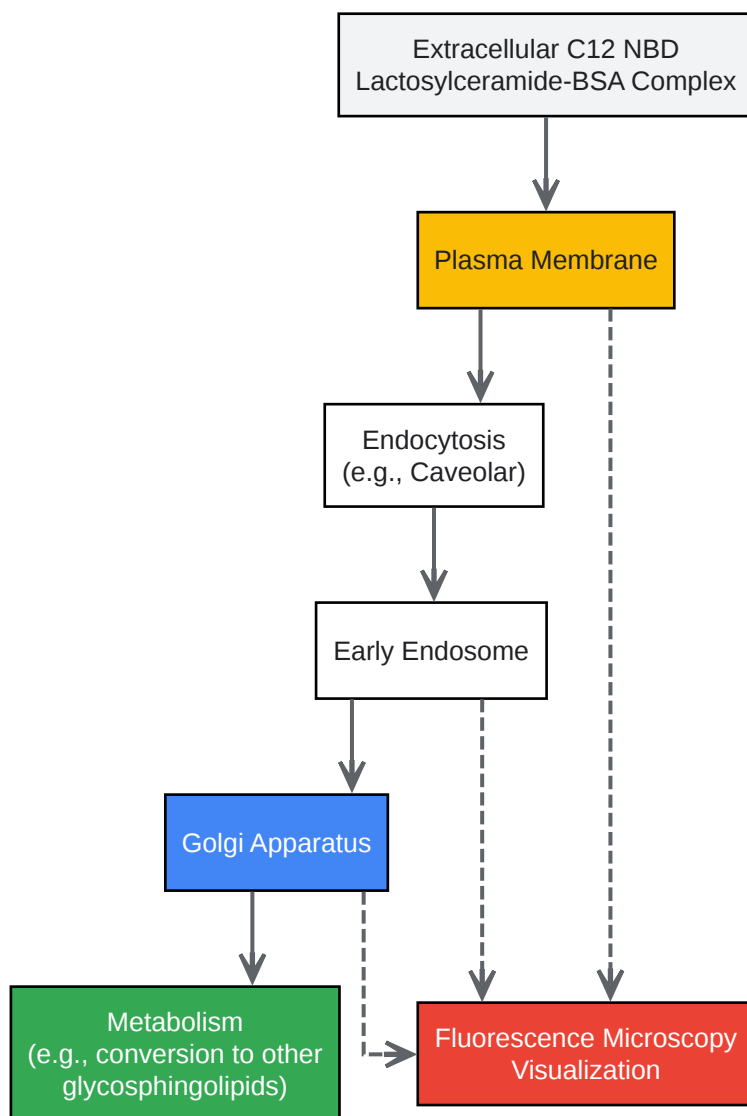 Extracellular C12 NBD
Lactosylceramide-BSA Complex
Plasma Membrane
Endocytosis
(e.g., Caveolar)
Early Endosome
Golgi Apparatus
Metabolism
(e.g., conversion to other
glycosphingolipids)
Fluorescence Microscopy
Visualization